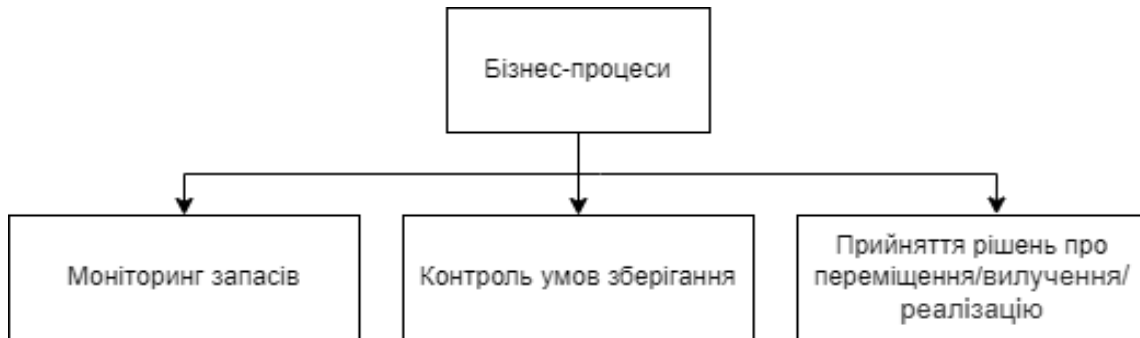 Бізнес-процеси
Моніторинг запасів
Контроль умов зберігання
Прийняття рішень про
переміщення/вилучення/
реалізацію